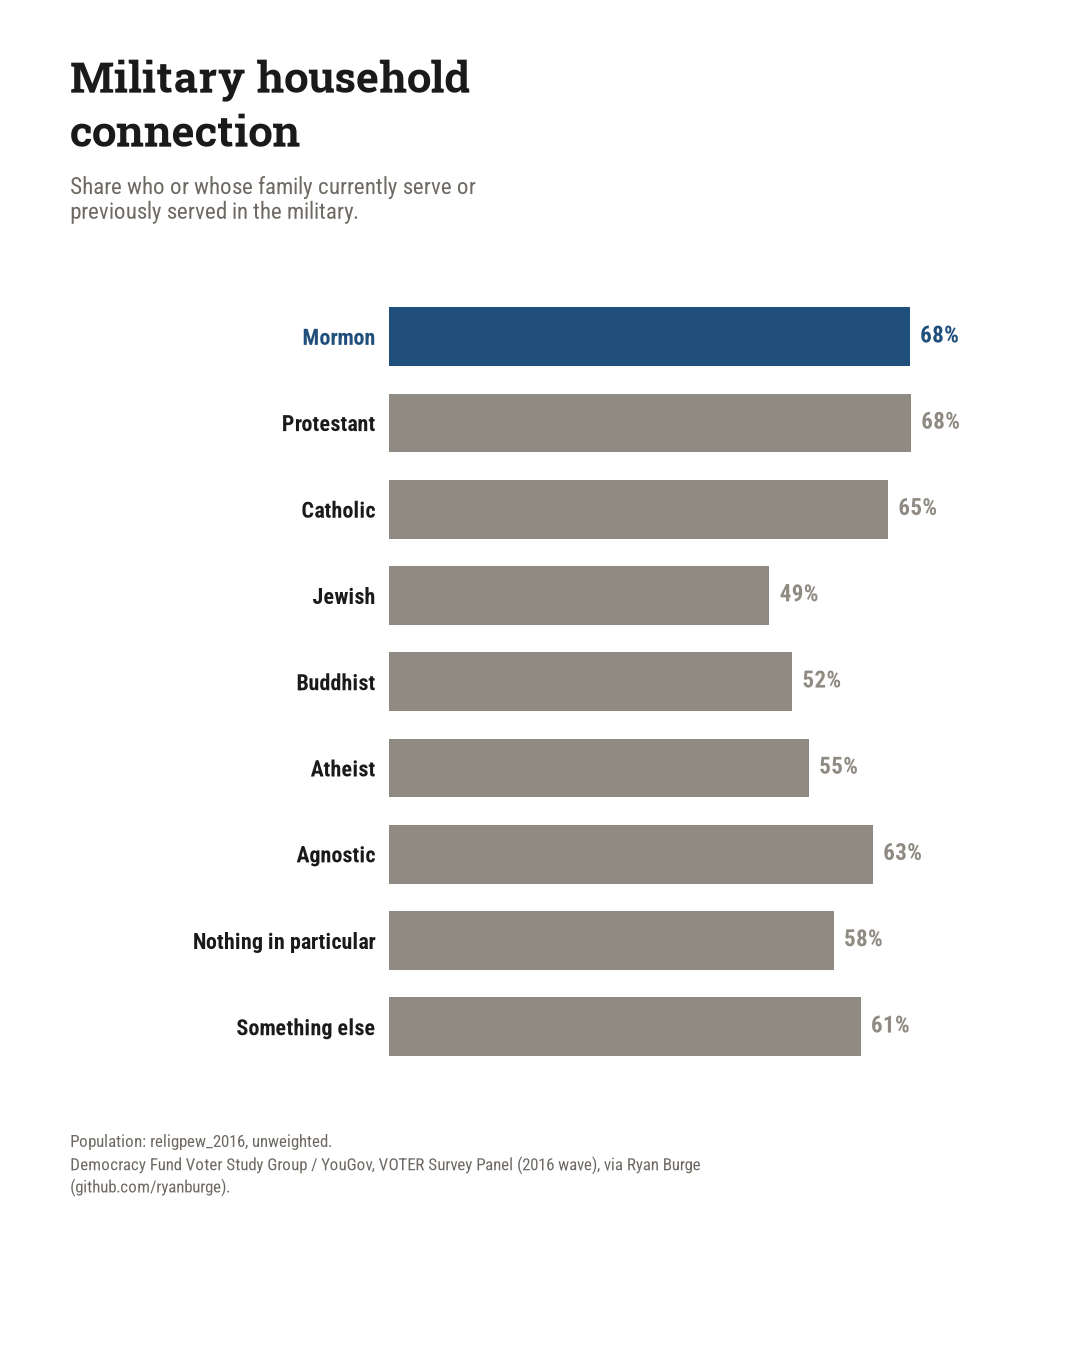 Military household
connection
Share who or whose family currently serve or
previously served in the military.
Mormon 68%
Protestant 68%
Catholic 65%
Jewish 49%
Buddhist 52%
Atheist 55%
Agnostic 63%
Nothing in particular 58%
Something else 61%
Population: religpew_2016, unweighted.
Democracy Fund Voter Study Group / YouGov, VOTER Survey Panel (2016 wave), via Ryan Burge
(github.com/ryanburge).